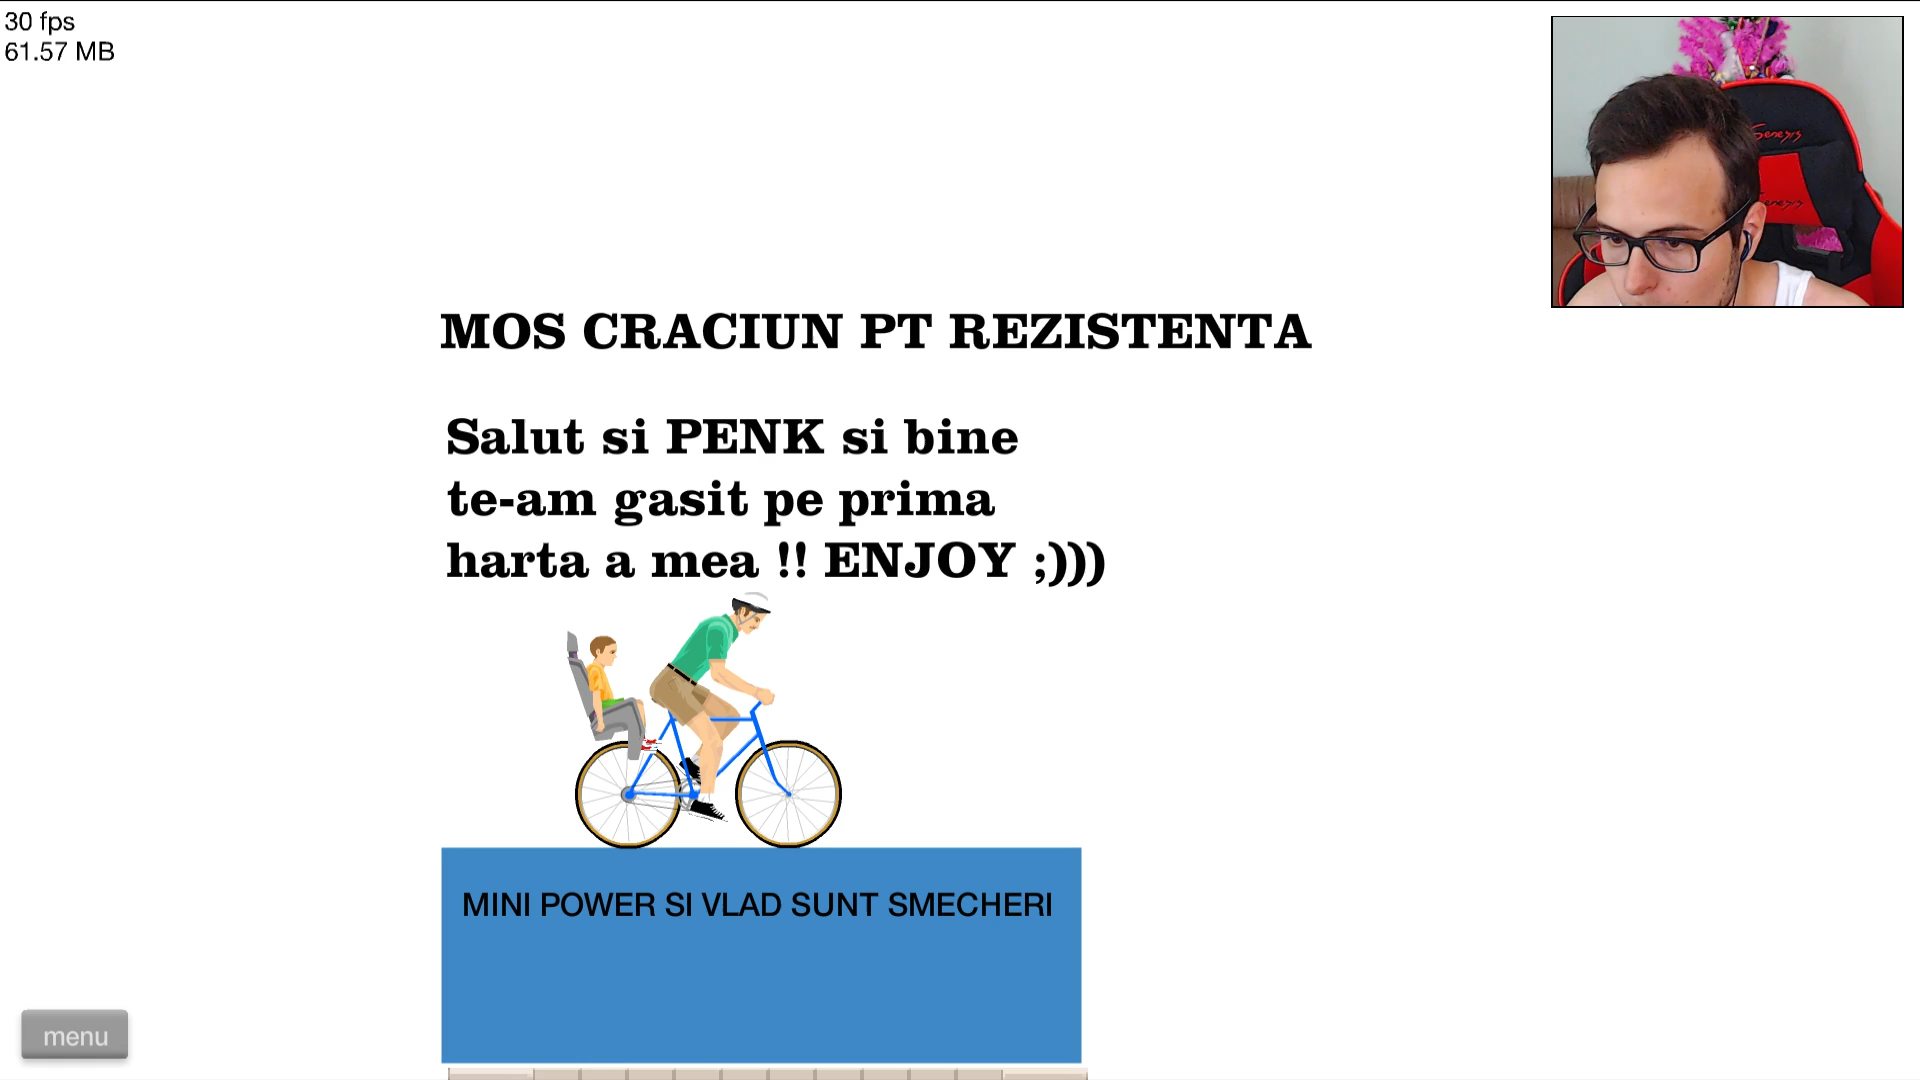 30 fps
61.57 MB
Genesis
MOS CRACIUN PT REZISTENTA
Salut si PENK si bine
te-am gasit pe prima
harta a mea !! ENJOY ;)))
MINI POWER SI VLAD SUNT SMECHERI
menu